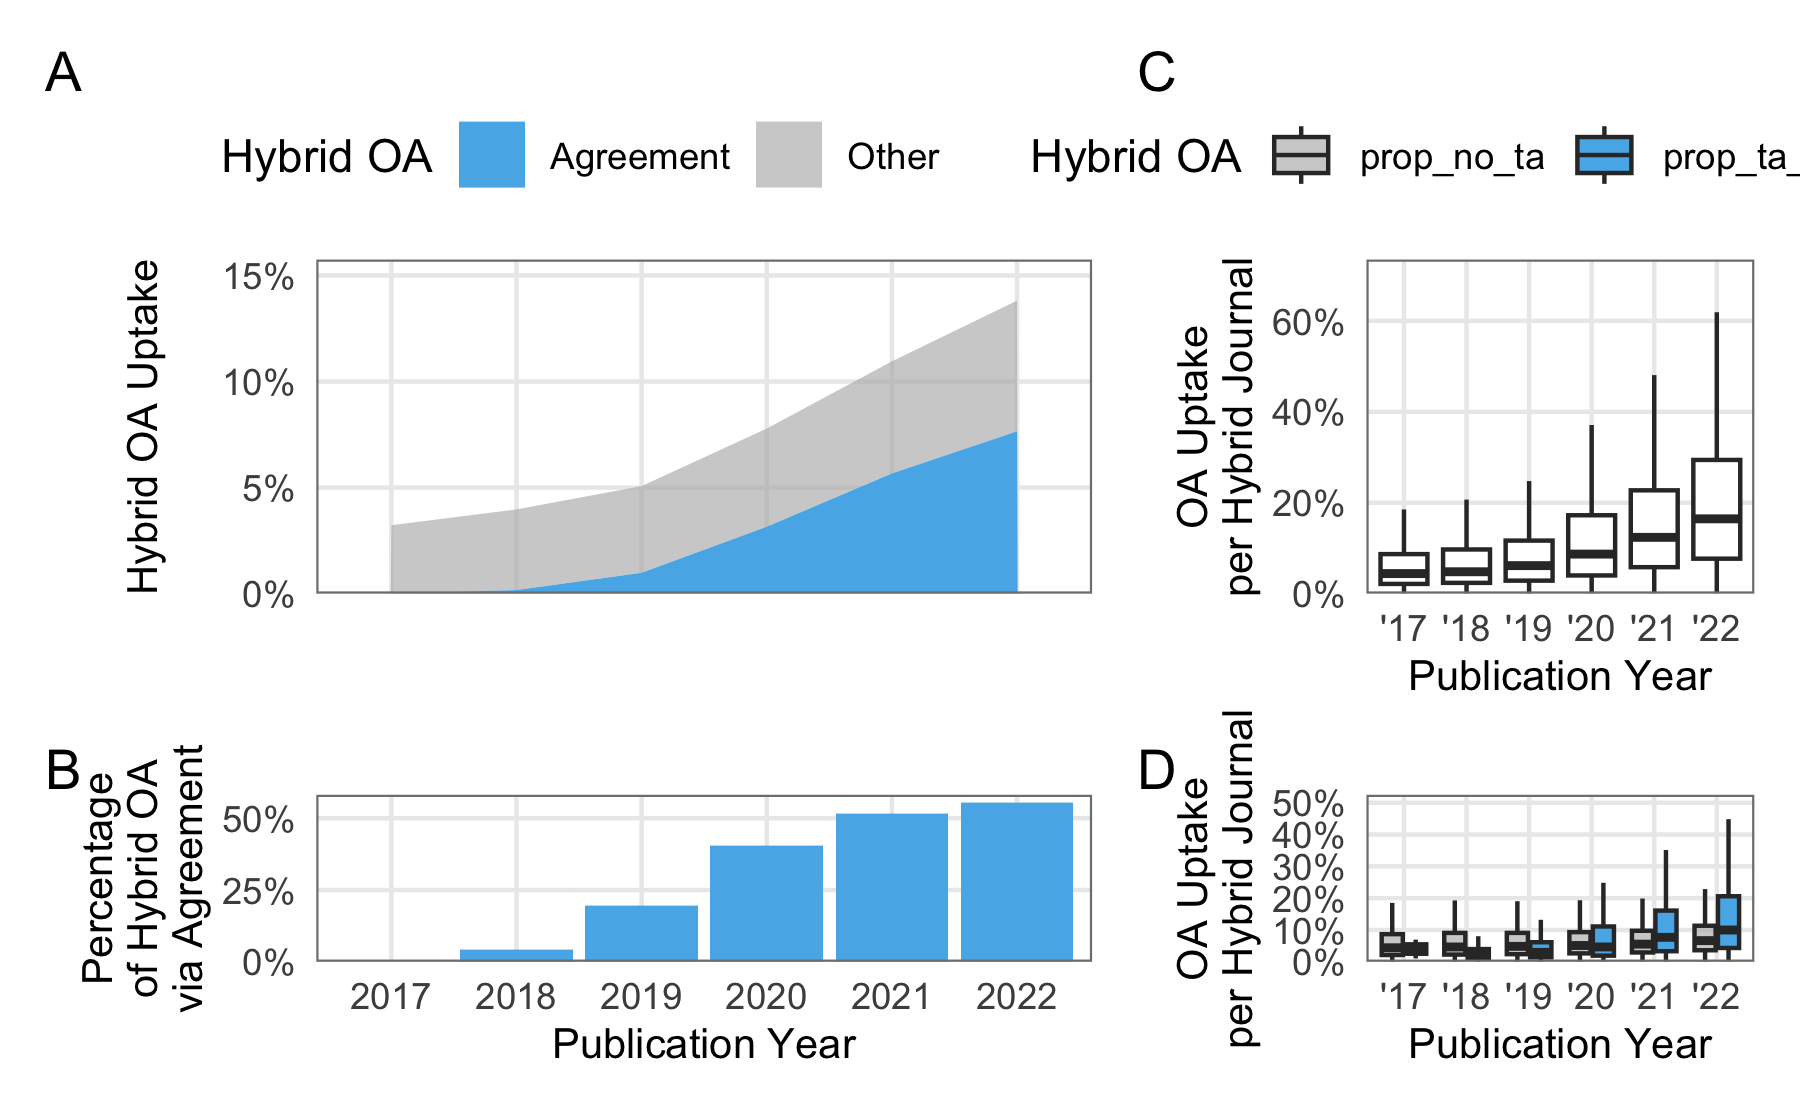 A
Hybrid OA Agreement Other
Hybrid OA Uptake
15%
10%
5%
0%
B
Percentage
of Hybrid OA
via Agreement
50%
25%
0%
2017 2018 2019 2020 2021 2022
Publication Year
C
Hybrid OA prop_no_ta prop_ta_
OA Uptake
per Hybrid Journal
60%
40%
20%
0%
'17 '18 '19 '20 '21 '22
Publication Year
D
OA Uptake
per Hybrid Journal
50%
40%
30%
20%
10%
0%
'17 '18 '19 '20 '21 '22
Publication Year